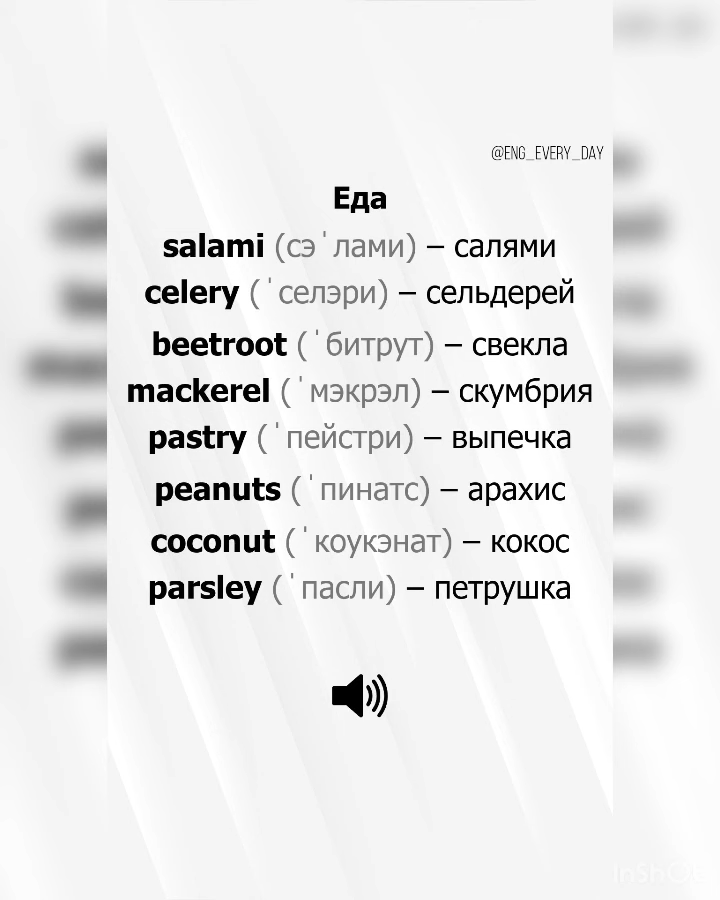 @ENG_EVERY_DAY
Еда
salami (сэˈлами) – салями
celery (ˈселэри) – сельдерей
beetroot (ˈбитрут) – свекла
mackerel (ˈмэкрэл) – скумбрия
pastry (ˈпейстри) – выпечка
peanuts (ˈпинатс) – арахис
coconut (ˈкоукэнат) – кокос
parsley (ˈпасли) – петрушка